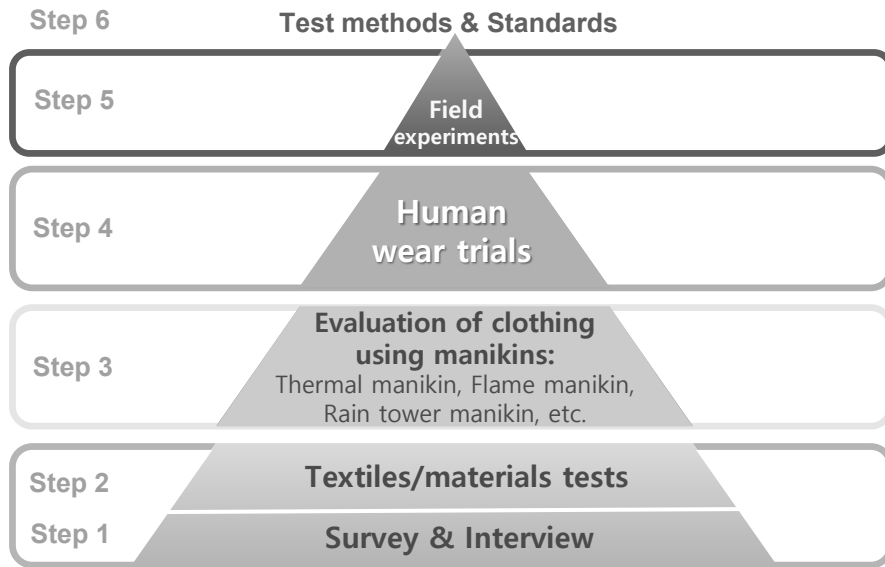 Step 6
Test methods & Standards
Step 5
Field
experiments
Step 4
Human
wear trials
Step 3
Evaluation of clothing
using manikins:
Thermal manikin, Flame manikin,
Rain tower manikin, etc.
Step 2
Textiles/materials tests
Step 1
Survey & Interview